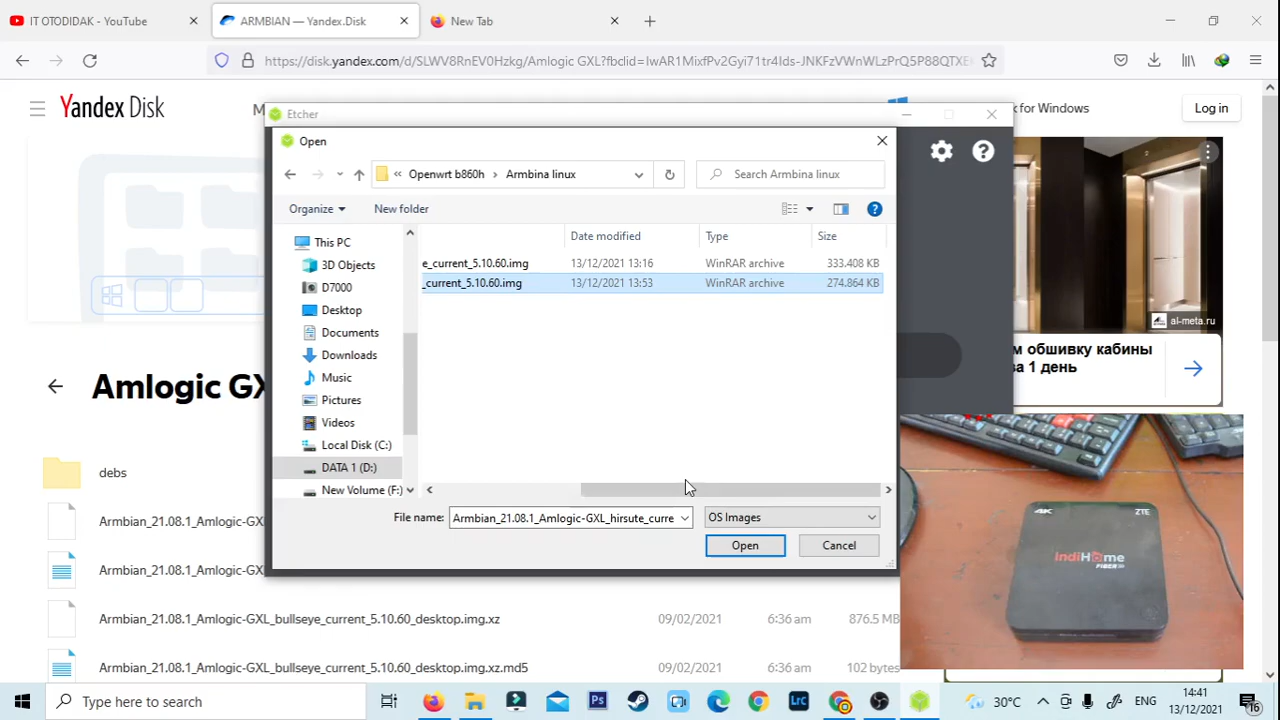 IT OTODIDAK - YouTube
ARMBIAN — Yandex.Disk
New Tab
https://disk.yandex.com/d/SLWV8RnEV0Hzkg/Amlogic GXL?fbclid=IwAR1MixfPv2Gyi71tr4Ids-JNKFzVWnWLzPrQ5P88QTXE
Yandex Disk
M
k for Windows
Log in
Etcher
Open
Openwrt b860h
Armbina linux
Search Armbina linux
Organize
New folder
This PC
3D Objects
D7000
Desktop
Documents
Downloads
Music
Pictures
Videos
Local Disk (C:)
DATA 1 (D:)
New Volume (F:)
Date modified
Type
Size
e_current_5.10.60.img
13/12/2021 13:16
WinRAR archive
333.408 KB
_current_5.10.60.img
13/12/2021 13:53
WinRAR archive
274.864 KB
File name:
Armbian_21.08.1_Amlogic-GXL_hirsute_curre
OS Images
Open
Cancel
al-meta.ru
м обшивку кабины
за 1 день
Amlogic GX
debs
Armbian_21.08.1_Amlogic-G
Armbian_21.08.1_Amlogic-G
Armbian_21.08.1_Amlogic-GXL_bullseye_current_5.10.60_desktop.img.xz
09/02/2021
6:36 am
876.5 M
Armbian_21.08.1_Amlogic-GXL_bullseye_current_5.10.60_desktop.img.xz.md5
09/02/2021
6:36 am
102 bytes
4K
ZTE
IndiHome
FIBER
Type here to search
30°C
ENG
14:41
13/12/2021
16